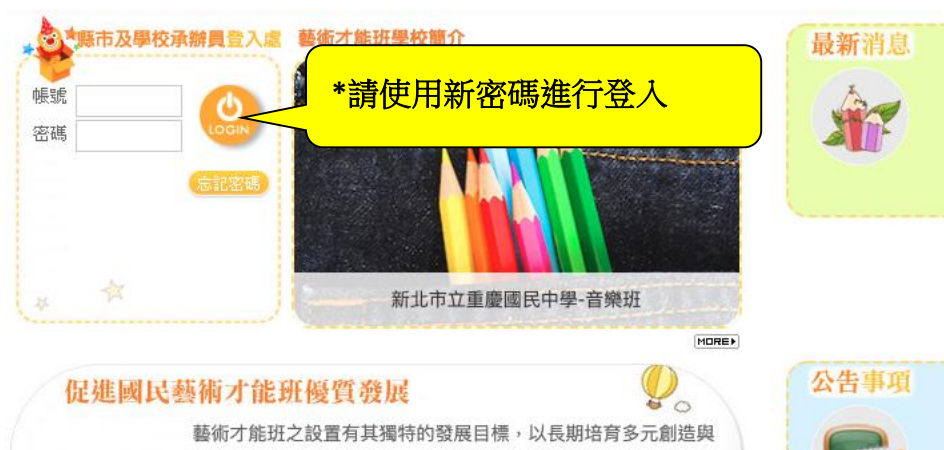 縣市及學校承辦員登入處
帳號
密碼
LOGIN
忘記密碼
藝術才能班學校簡介
*請使用新密碼進行登入
新北市立重慶國民中學-音樂班
MORE
最新消息
促進國民藝術才能班優質發展
藝術才能班之設置有其獨特的發展目標，以長期培育多元創造與
公告事項